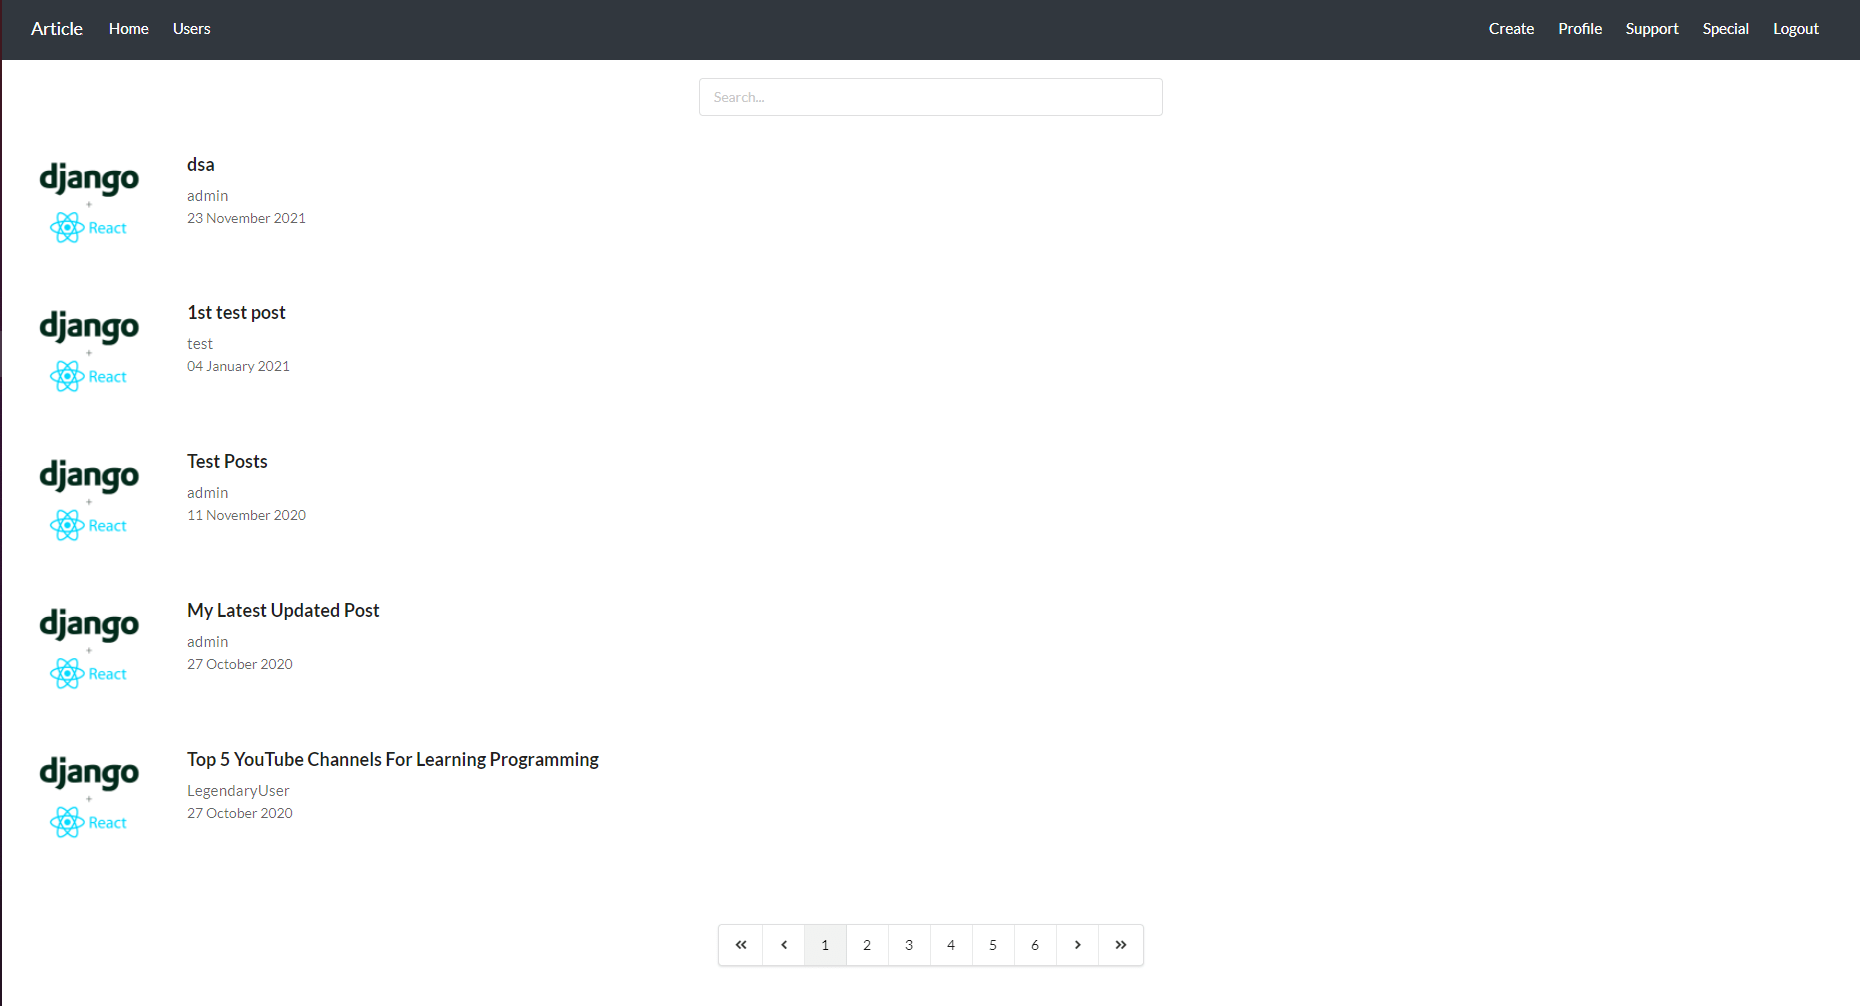 Article Home Users Create Profile Support Special Logout
Search...
django
+
React
dsa
admin
23 November 2021
django
+
React
1st test post
test
04 January 2021
django
+
React
Test Posts
admin
11 November 2020
django
+
React
My Latest Updated Post
admin
27 October 2020
django
+
React
Top 5 YouTube Channels For Learning Programming
LegendaryUser
27 October 2020
« ‹ 1 2 3 4 5 6 › »